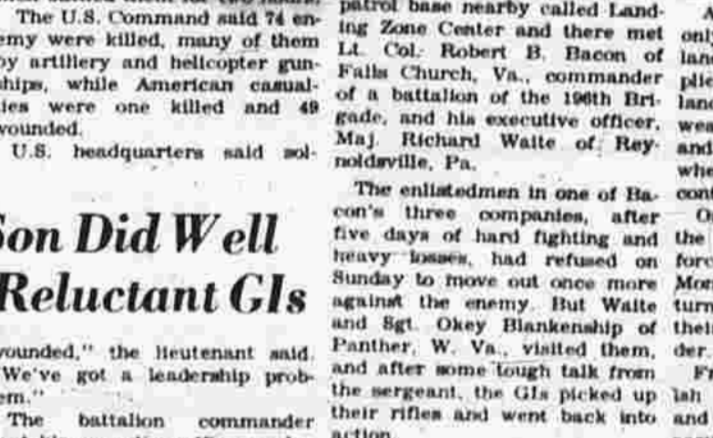 The U.S. Command said 74 en-
emy were killed, many of them
by artillery and helicopter gun-
ships, while American casual-
ties were one killed and 49
wounded.
U.S. headquarters said sol-
Son Did Well
Reluctant GIs
wounded," the lieutenant said.
"We've got a leadership prob-
lem."
The battalion commander
patrol base nearby called Land-
ing Zone Center and there met
Lt. Col. Robert B. Bacon of
Falls Church, Va., commander
of a battalion of the 196th Bri-
gade, and his executive officer,
Maj. Richard Waite of Rey-
noldsville, Pa.
The enlistedmen in one of Ba-
con's three companies, after
five days of hard fighting and
heavy losses, had refused on
Sunday to move out once more
against the enemy. But Waite
and Sgt. Okey Blankenship of
Panther, W. Va., visited them,
and after some tough talk from
the sergeant, the GIs picked up
their rifles and went back into
action.